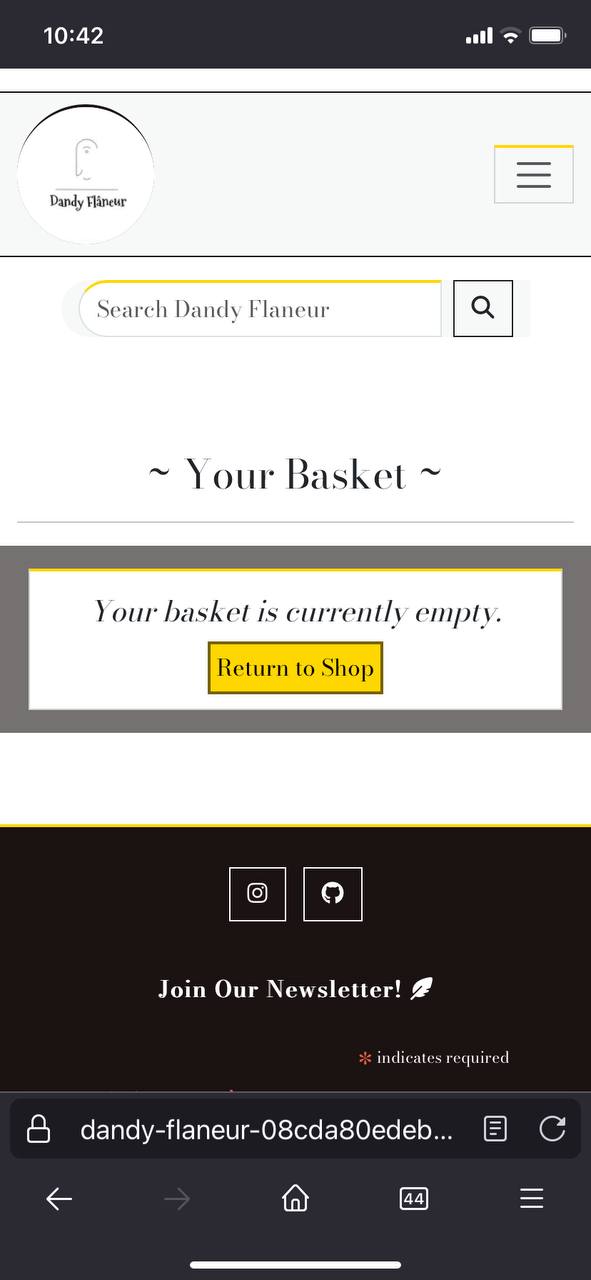 10:42
Dandy Flâneur
Search Dandy Flaneur
~ Your Basket ~
Your basket is currently empty.
Return to Shop
Join Our Newsletter!
* indicates required
dandy-flaneur-08cda80edeb...
44